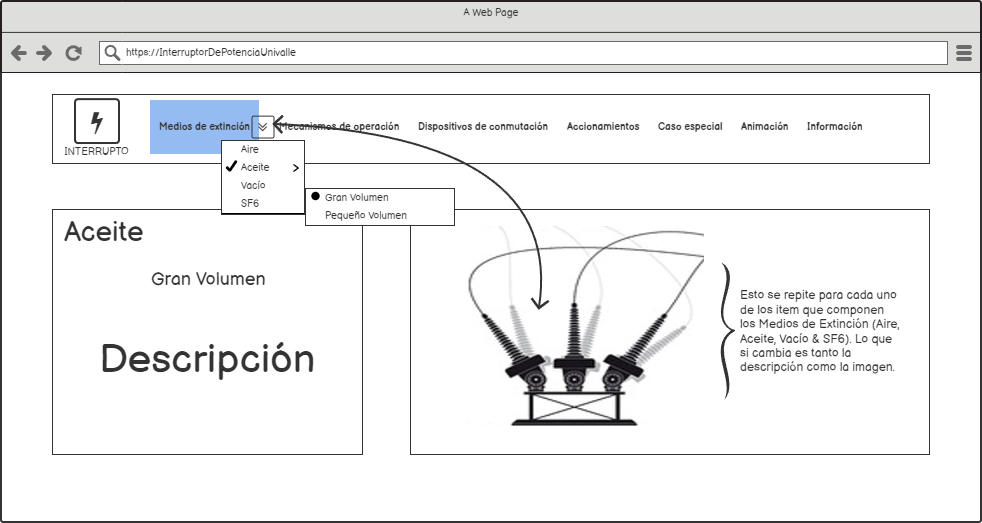 A Web Page
https://InterruptorDePotenciaUnivalle
INTERRUPTO
Medios de extinción
Mecanismos de operación
Dispositivos de conmutación
Accionamientos
Caso especial
Animación
Información
Aire
Aceite
Vacío
SF6
Gran Volumen
Pequeño Volumen
Aceite
Gran Volumen
Descripción
Esto se repite para cada uno
de los item que componen
los Medios de Extinción (Aire,
Aceite, Vacío & SF6). Lo que
si cambia es tanto la
descripción como la imagen.